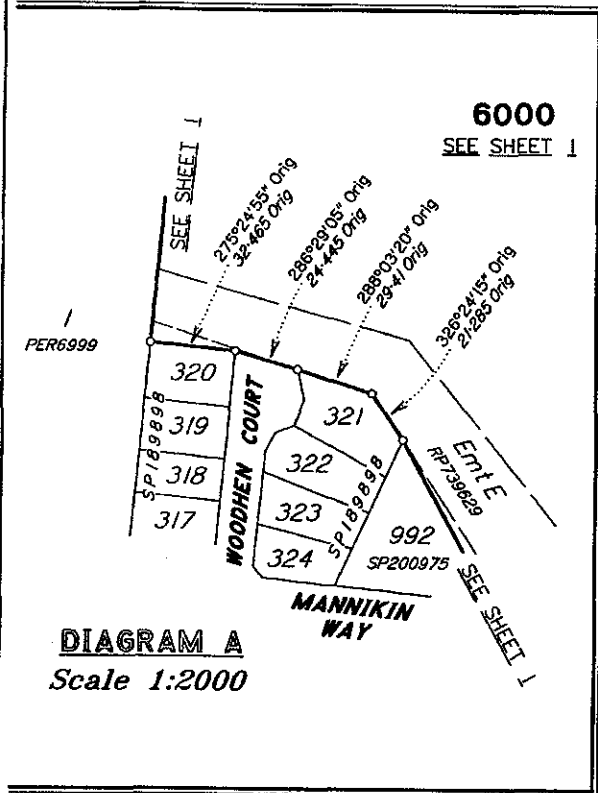 6000
SEE SHEET 1
SEE SHEET 1
275°24'55" Orig
32·465 Orig
286°29'05" Orig
24·445 Orig
288°03'20" Orig
29·41 Orig
326°24'15" Orig
21·285 Orig
1
PER6999
320
319
318
317
SP189898
WOODHEN COURT
321
322
323
324
SP189898
Emt E
RP739629
992
SP200975
SEE SHEET 1
MANNIKIN
WAY
DIAGRAM A
Scale 1:2000